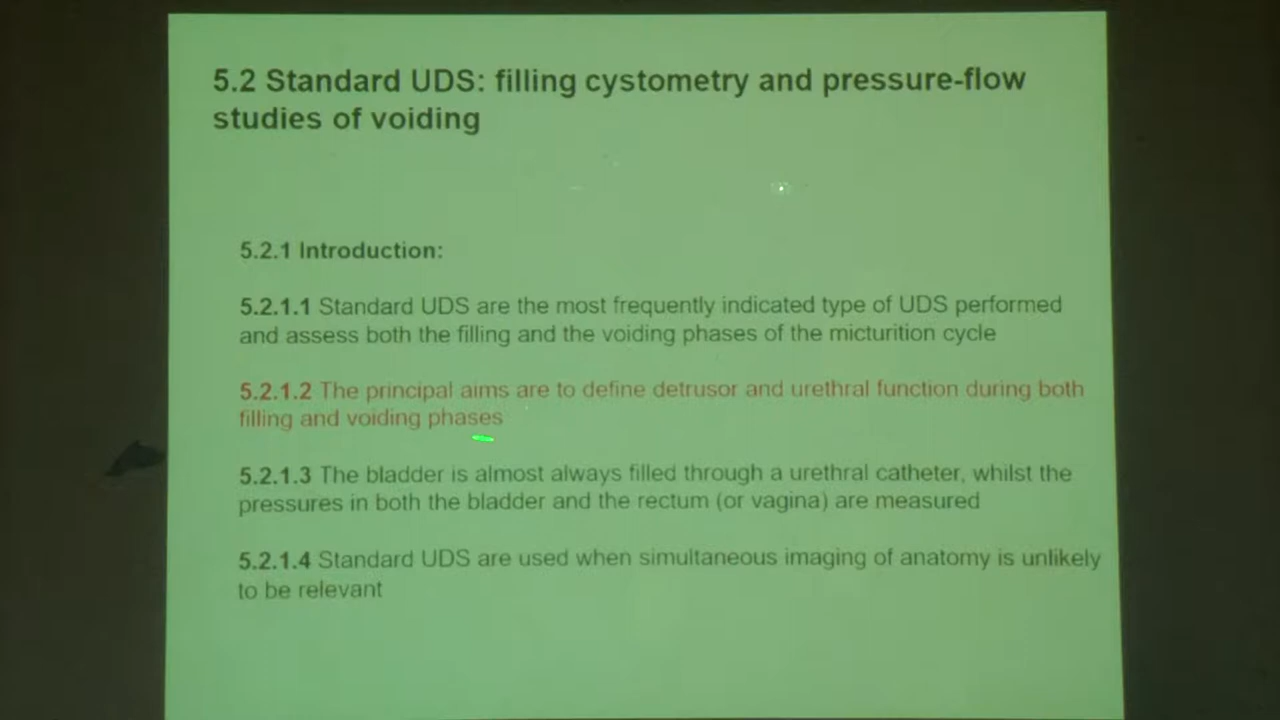 5.2 Standard UDS: filling cystometry and pressure-flow
studies of voiding
5.2.1 Introduction:
5.2.1.1 Standard UDS are the most frequently indicated type of UDS performed
and assess both the filling and the voiding phases of the micturition cycle
5.2.1.2 The principal aims are to define detrusor and urethral function during both
filling and voiding phases
5.2.1.3 The bladder is almost always filled through a urethral catheter, whilst the
pressures in both the bladder and the rectum (or vagina) are measured
5.2.1.4 Standard UDS are used when simultaneous imaging of anatomy is unlikely
to be relevant